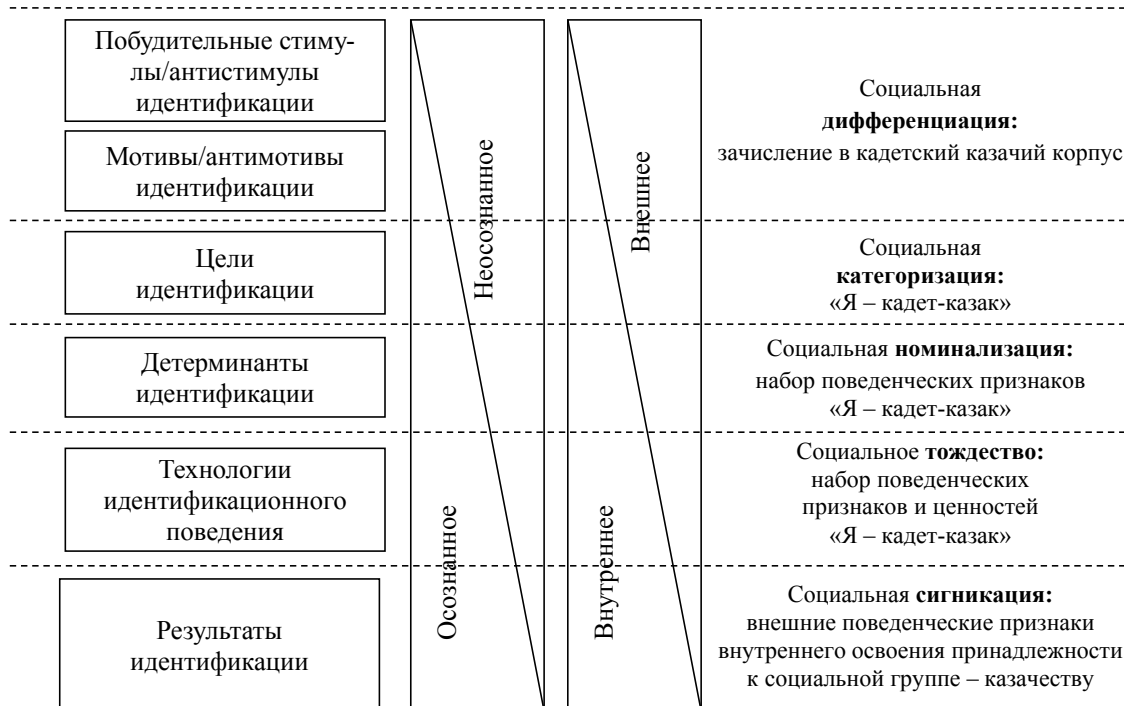 Побудительные стиму-
лы/антистимулы
идентификации
Мотивы/антимотивы
идентификации
Цели
идентификации
Детерминанты
идентификации
Технологии
идентификационного
поведения
Результаты
идентификации
Неосознанное
Осознанное
Внешнее
Внутреннее
Социальная
дифференциация:
зачисление в кадетский казачий корпус
Социальная
категоризация:
«Я – кадет-казак»
Социальная номинализация:
набор поведенческих признаков
«Я – кадет-казак»
Социальное тождество:
набор поведенческих
признаков и ценностей
«Я – кадет-казак»
Социальная сигникация:
внешние поведенческие признаки
внутреннего освоения принадлежности
к социальной группе – казачеству